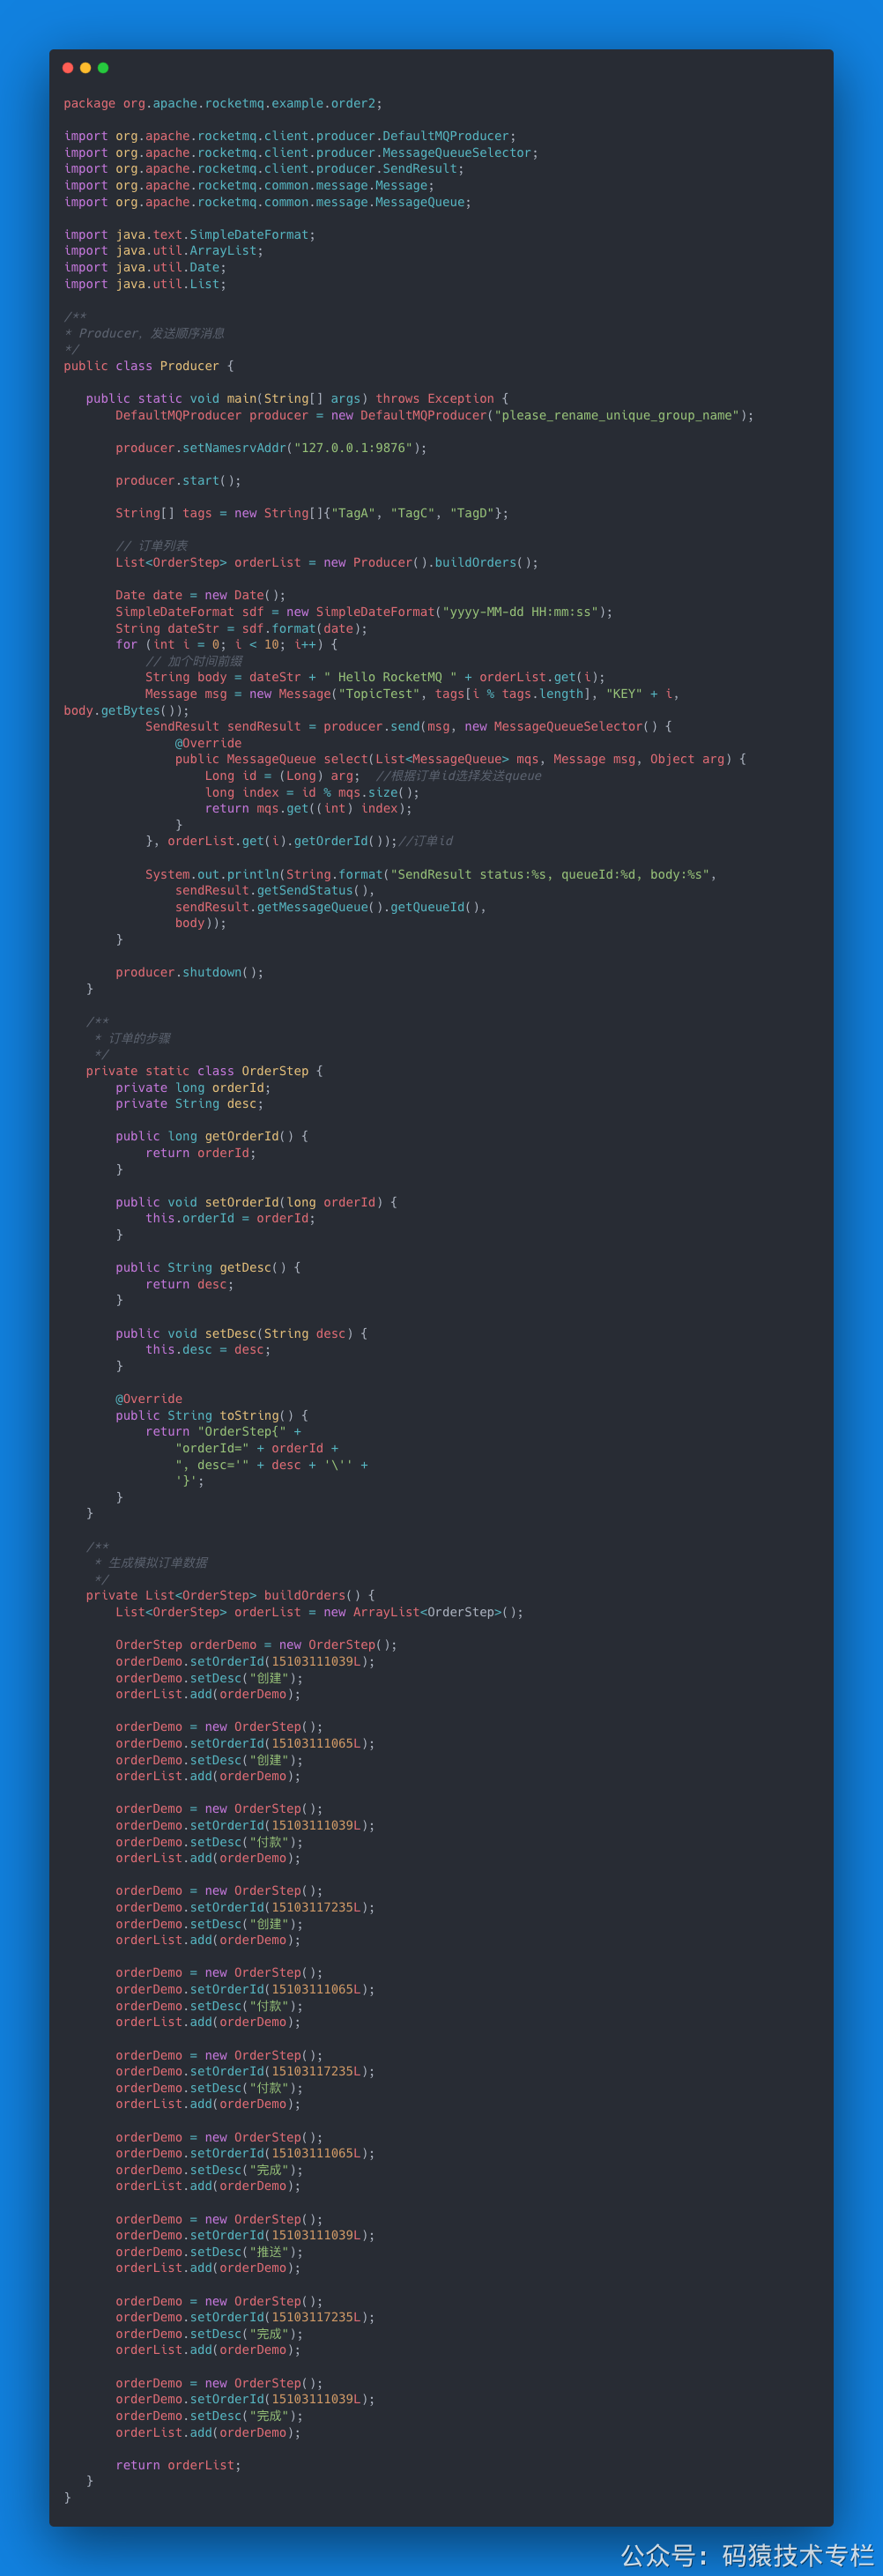 package org.apache.rocketmq.example.order2;

import org.apache.rocketmq.client.producer.DefaultMQProducer;
import org.apache.rocketmq.client.producer.MessageQueueSelector;
import org.apache.rocketmq.client.producer.SendResult;
import org.apache.rocketmq.common.message.Message;
import org.apache.rocketmq.common.message.MessageQueue;

import java.text.SimpleDateFormat;
import java.util.ArrayList;
import java.util.Date;
import java.util.List;

/**
* Producer，发送顺序消息
*/
public class Producer {

   public static void main(String[] args) throws Exception {
       DefaultMQProducer producer = new DefaultMQProducer("please_rename_unique_group_name");

       producer.setNamesrvAddr("127.0.0.1:9876");

       producer.start();

       String[] tags = new String[]{"TagA", "TagC", "TagD"};

       // 订单列表
       List<OrderStep> orderList = new Producer().buildOrders();

       Date date = new Date();
       SimpleDateFormat sdf = new SimpleDateFormat("yyyy-MM-dd HH:mm:ss");
       String dateStr = sdf.format(date);
       for (int i = 0; i < 10; i++) {
           // 加个时间前缀
           String body = dateStr + " Hello RocketMQ " + orderList.get(i);
           Message msg = new Message("TopicTest", tags[i % tags.length], "KEY" + i,
body.getBytes());
           SendResult sendResult = producer.send(msg, new MessageQueueSelector() {
               @Override
               public MessageQueue select(List<MessageQueue> mqs, Message msg, Object arg) {
                   Long id = (Long) arg;  //根据订单id选择发送queue
                   long index = id % mqs.size();
                   return mqs.get((int) index);
               }
           }, orderList.get(i).getOrderId());//订单id

           System.out.println(String.format("SendResult status:%s, queueId:%d, body:%s",
               sendResult.getSendStatus(),
               sendResult.getMessageQueue().getQueueId(),
               body));
       }

       producer.shutdown();
   }

   /**
    * 订单的步骤
    */
   private static class OrderStep {
       private long orderId;
       private String desc;

       public long getOrderId() {
           return orderId;
       }

       public void setOrderId(long orderId) {
           this.orderId = orderId;
       }

       public String getDesc() {
           return desc;
       }

       public void setDesc(String desc) {
           this.desc = desc;
       }

       @Override
       public String toString() {
           return "OrderStep{" +
               "orderId=" + orderId +
               ", desc='" + desc + '\'' +
               '}';
       }
   }

   /**
    * 生成模拟订单数据
    */
   private List<OrderStep> buildOrders() {
       List<OrderStep> orderList = new ArrayList<OrderStep>();

       OrderStep orderDemo = new OrderStep();
       orderDemo.setOrderId(15103111039L);
       orderDemo.setDesc("创建");
       orderList.add(orderDemo);

       orderDemo = new OrderStep();
       orderDemo.setOrderId(15103111065L);
       orderDemo.setDesc("创建");
       orderList.add(orderDemo);

       orderDemo = new OrderStep();
       orderDemo.setOrderId(15103111039L);
       orderDemo.setDesc("付款");
       orderList.add(orderDemo);

       orderDemo = new OrderStep();
       orderDemo.setOrderId(15103117235L);
       orderDemo.setDesc("创建");
       orderList.add(orderDemo);

       orderDemo = new OrderStep();
       orderDemo.setOrderId(15103111065L);
       orderDemo.setDesc("付款");
       orderList.add(orderDemo);

       orderDemo = new OrderStep();
       orderDemo.setOrderId(15103117235L);
       orderDemo.setDesc("付款");
       orderList.add(orderDemo);

       orderDemo = new OrderStep();
       orderDemo.setOrderId(15103111065L);
       orderDemo.setDesc("完成");
       orderList.add(orderDemo);

       orderDemo = new OrderStep();
       orderDemo.setOrderId(15103111039L);
       orderDemo.setDesc("推送");
       orderList.add(orderDemo);

       orderDemo = new OrderStep();
       orderDemo.setOrderId(15103117235L);
       orderDemo.setDesc("完成");
       orderList.add(orderDemo);

       orderDemo = new OrderStep();
       orderDemo.setOrderId(15103111039L);
       orderDemo.setDesc("完成");
       orderList.add(orderDemo);

       return orderList;
   }
}
公众号：码猿技术专栏